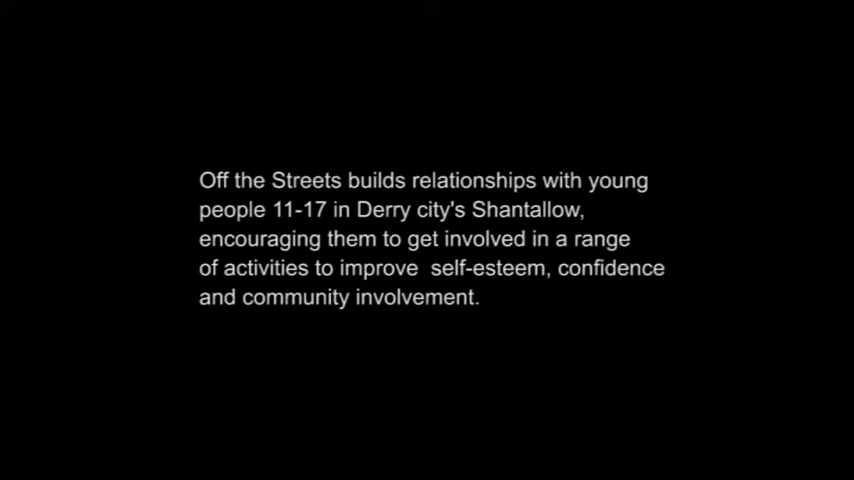 Off the Streets builds relationships with young
people 11-17 in Derry city's Shantallow,
encouraging them to get involved in a range
of activities to improve  self-esteem, confidence
and community involvement.